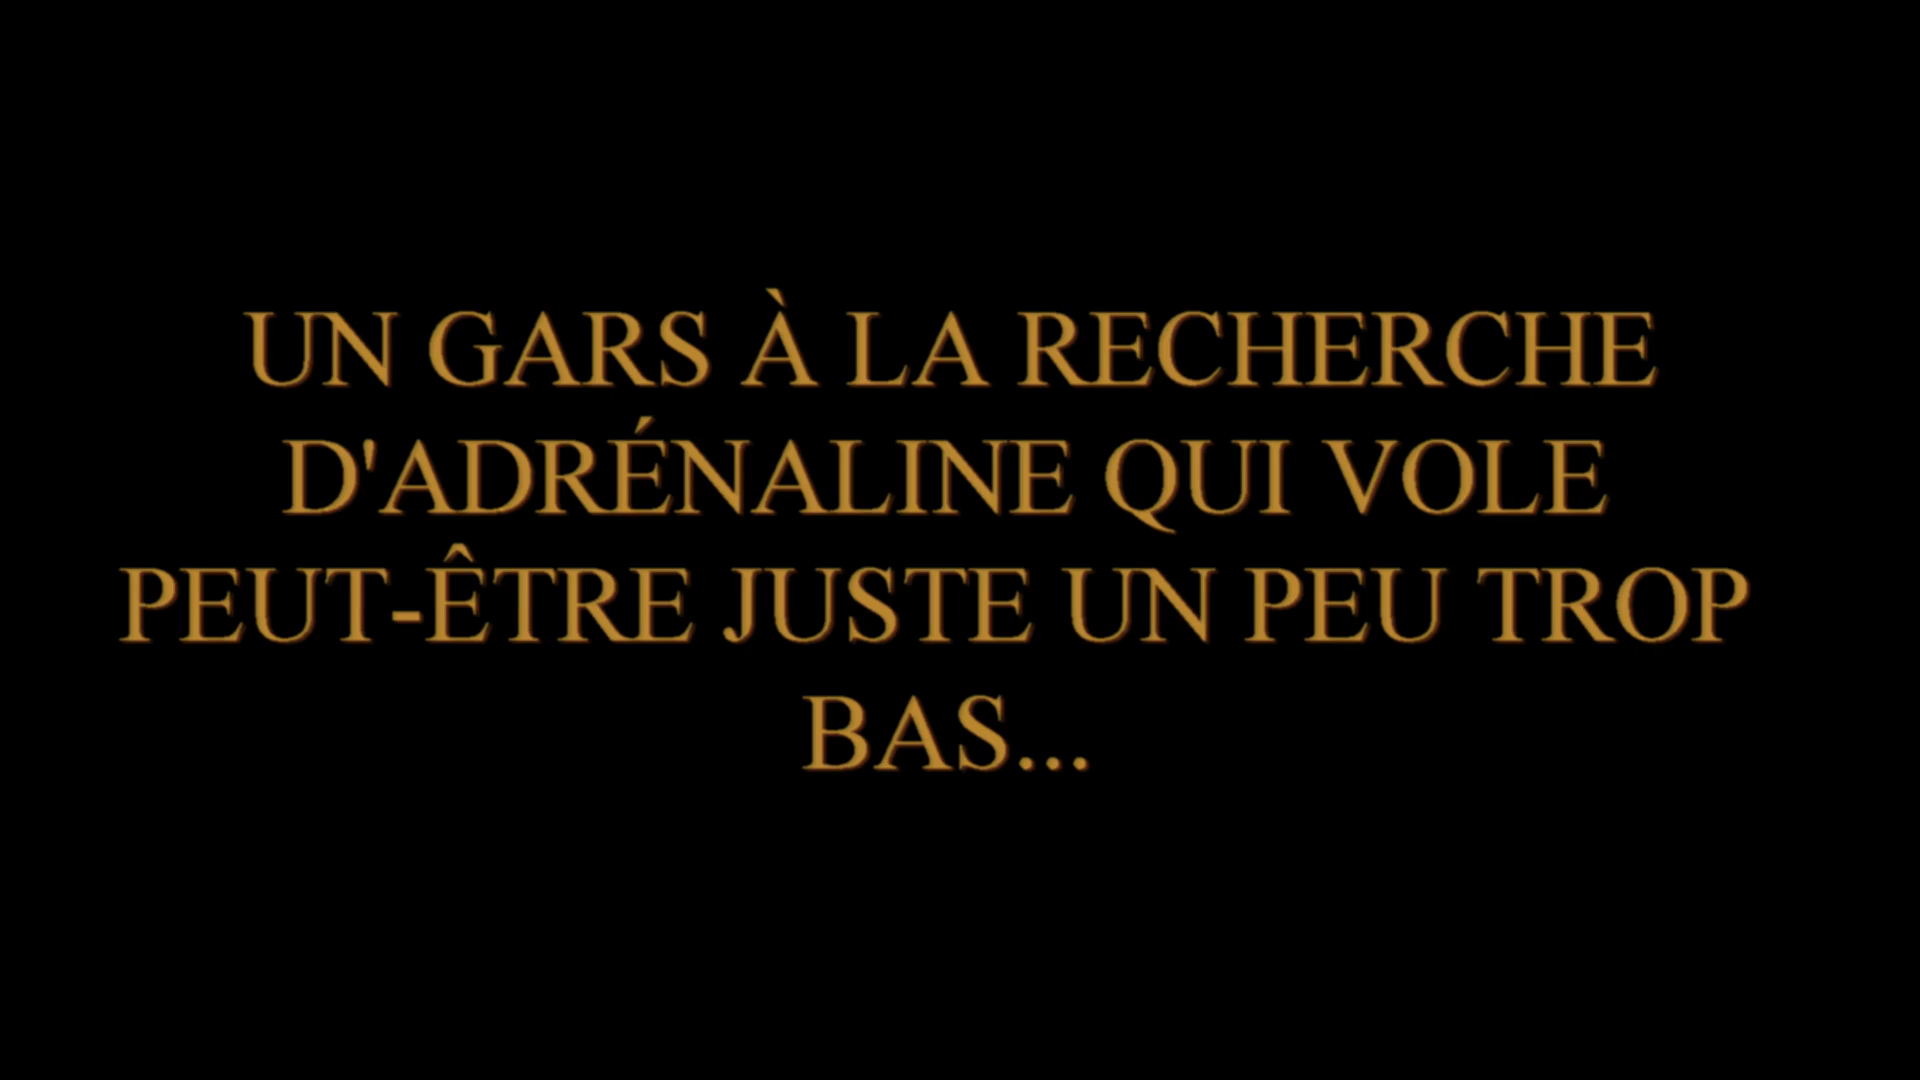 UN GARS À LA RECHERCHE
D'ADRÉNALINE QUI VOLE
PEUT-ÊTRE JUSTE UN PEU TROP
BAS...